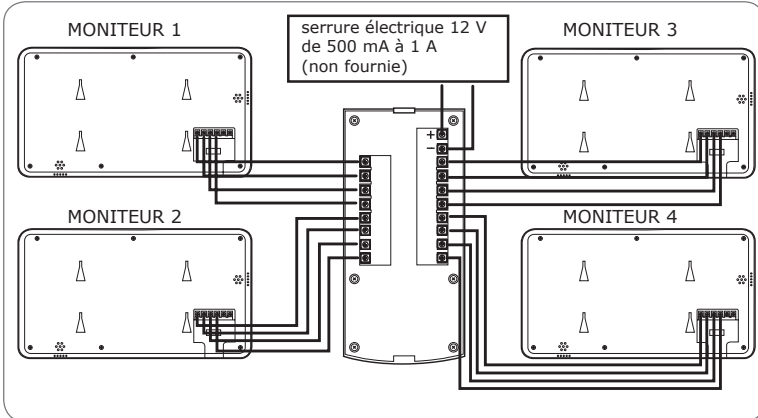 MONITEUR 1
serrure électrique 12 V
de 500 mA à 1 A
(non fournie)
MONITEUR 3
+
−
MONITEUR 2
MONITEUR 4